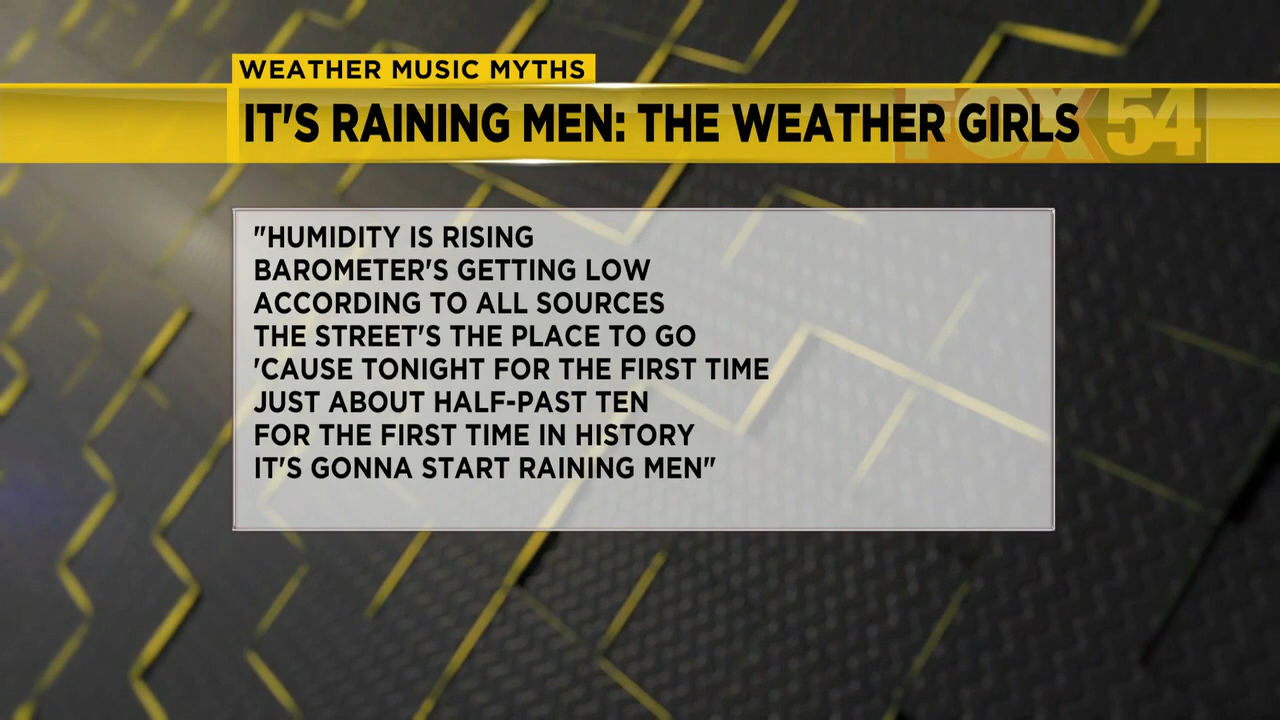 WEATHER MUSIC MYTHS
IT'S RAINING MEN: THE WEATHER GIRLS
FOX 54
"HUMIDITY IS RISING
BAROMETER'S GETTING LOW
ACCORDING TO ALL SOURCES
THE STREET'S THE PLACE TO GO
'CAUSE TONIGHT FOR THE FIRST TIME
JUST ABOUT HALF-PAST TEN
FOR THE FIRST TIME IN HISTORY
IT'S GONNA START RAINING MEN"